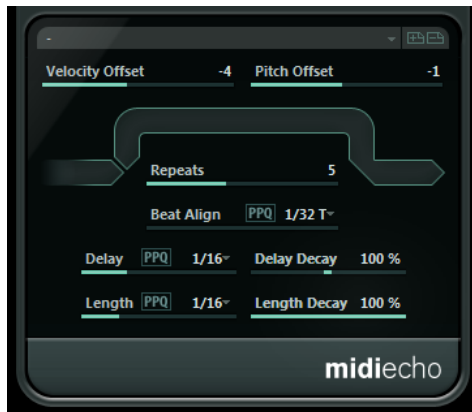 -
Velocity Offset -4 Pitch Offset -1
Repeats 5
Beat Align PPQ 1/32 T
Delay PPQ 1/16 Delay Decay 100 %
Length PPQ 1/16 Length Decay 100 %
midiecho